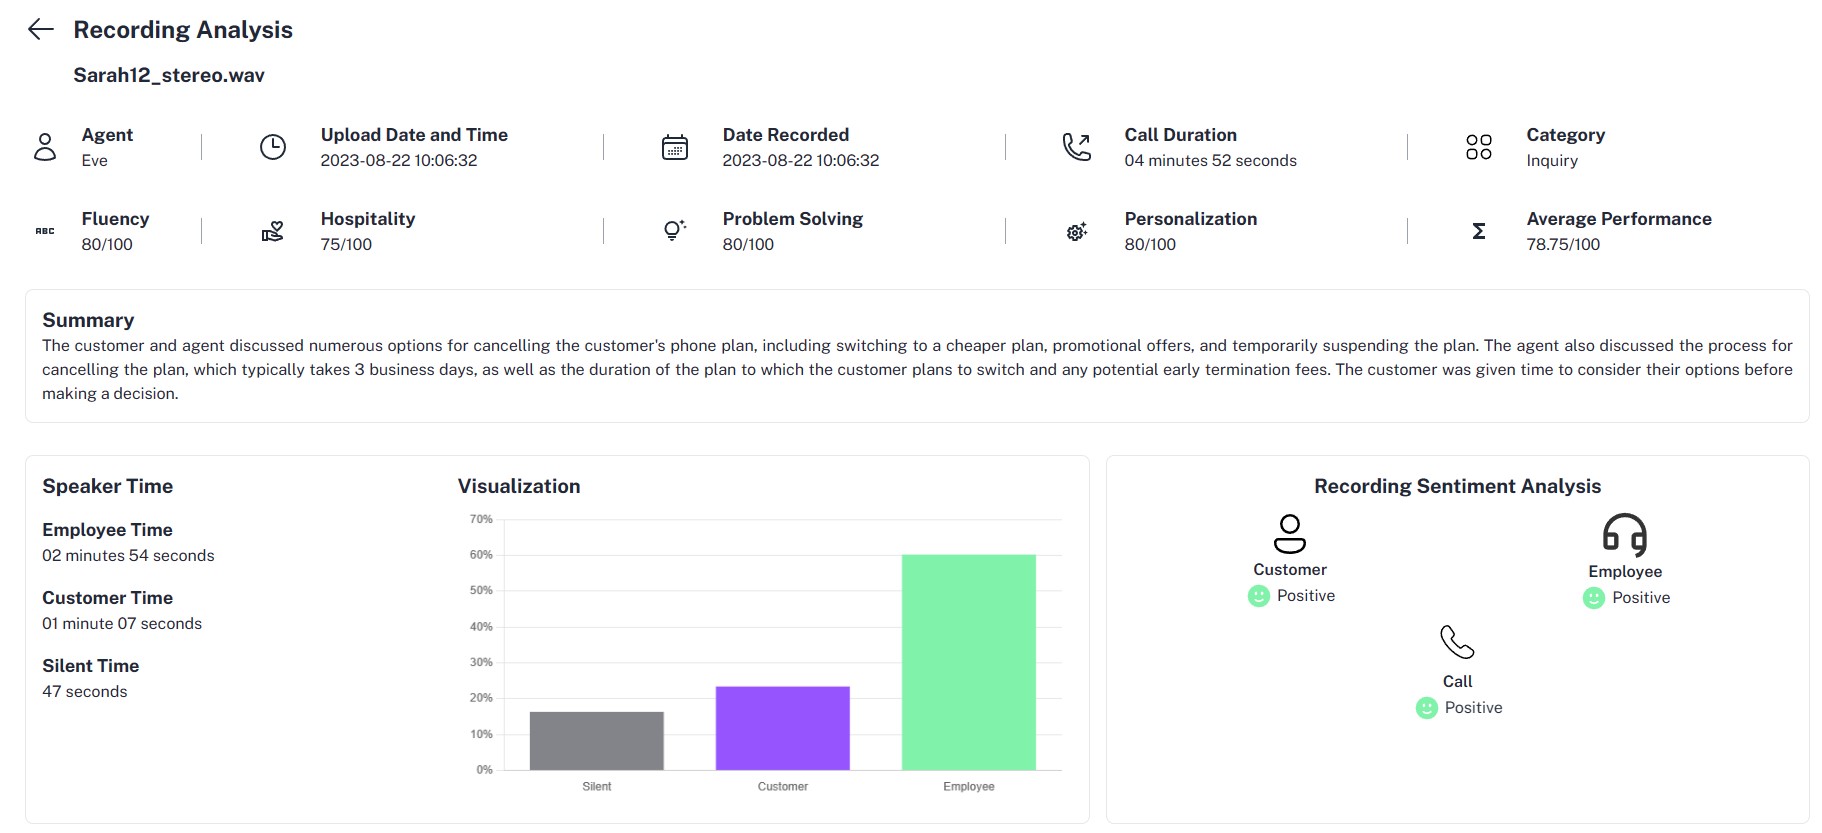 Recording Analysis
Sarah12_stereo.wav
Agent
Eve
Upload Date and Time
2023-08-22 10:06:32
Date Recorded
2023-08-22 10:06:32
Call Duration
04 minutes 52 seconds
Category
Inquiry
ABC
Fluency
80/100
Hospitality
75/100
Problem Solving
80/100
Personalization
80/100
Σ
Average Performance
78.75/100
Summary
The customer and agent discussed numerous options for cancelling the customer's phone plan, including switching to a cheaper plan, promotional offers, and temporarily suspending the plan. The agent also discussed the process for
cancelling the plan, which typically takes 3 business days, as well as the duration of the plan to which the customer plans to switch and any potential early termination fees. The customer was given time to consider their options before
making a decision.
Speaker Time
Employee Time
02 minutes 54 seconds
Customer Time
01 minute 07 seconds
Silent Time
47 seconds
Visualization
70%
60%
50%
40%
30%
20%
10%
0%
Silent
Customer
Employee
Recording Sentiment Analysis
Customer
Positive
Employee
Positive
Call
Positive